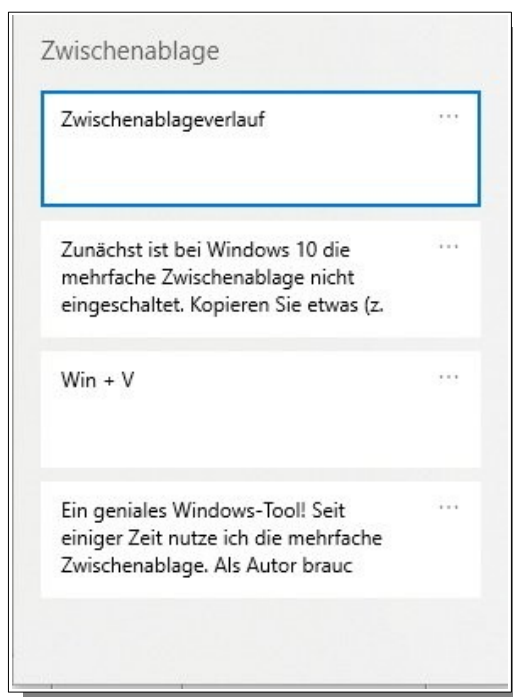 Zwischenablage
Zwischenablageverlauf
Zunächst ist bei Windows 10 die
mehrfache Zwischenablage nicht
eingeschaltet. Kopieren Sie etwas (z.
Win + V
Ein geniales Windows-Tool! Seit
einiger Zeit nutze ich die mehrfache
Zwischenablage. Als Autor brauc